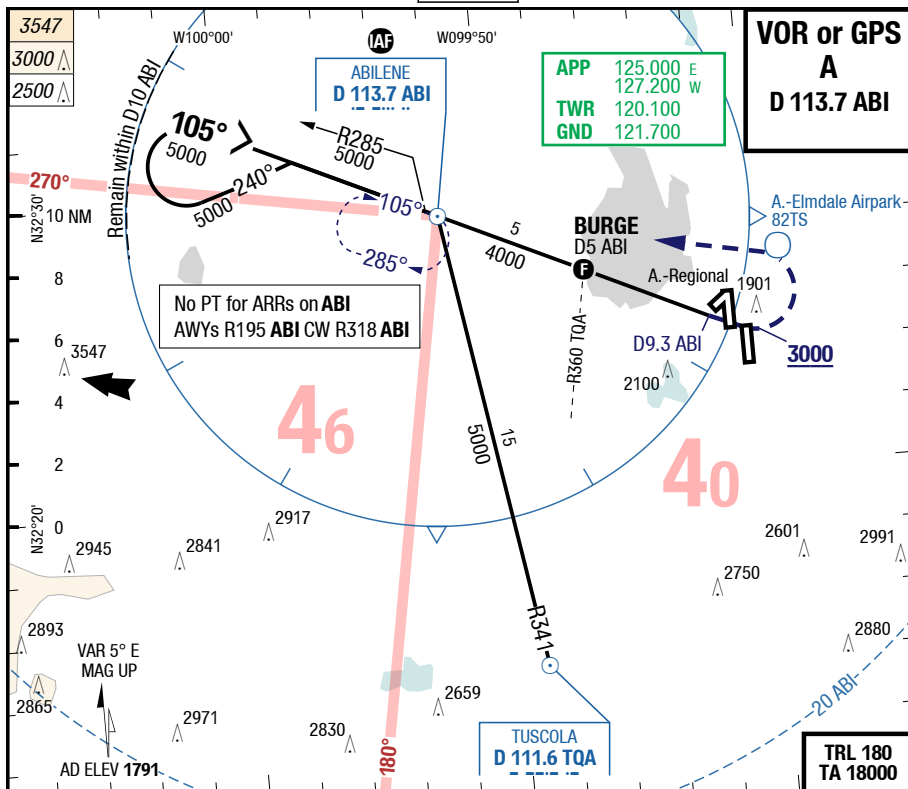 3547
3000
2500
W100°00'
IAF
W099°50'
ABILENE
D 113.7 ABI
APP 125.000 E
127.200 W
TWR 120.100
GND 121.700
VOR or GPS
A
D 113.7 ABI
Remain within D10 ABI
105°
5000
R285
5000
240°
5000
270°
N32°30'
10 NM
105°
285°
5
4000
BURGE
D5 ABI
F
A.-Elmdale Airpark
82TS
A.-Regional
1901
8
No PT for ARRs on ABI
AWYs R195 ABI CW R318 ABI
R360 TQA
D9.3 ABI
3000
6
3547
2100
4
46
15
5000
40
2
N32°20'
0
2917
2945
2841
2601
2991
2750
2893
VAR 5° E
MAG UP
R341
2880
2865
2659
20 ABI
2971
2830
180°
TUSCOLA
D 111.6 TQA
AD ELEV 1791
TRL 180
TA 18000